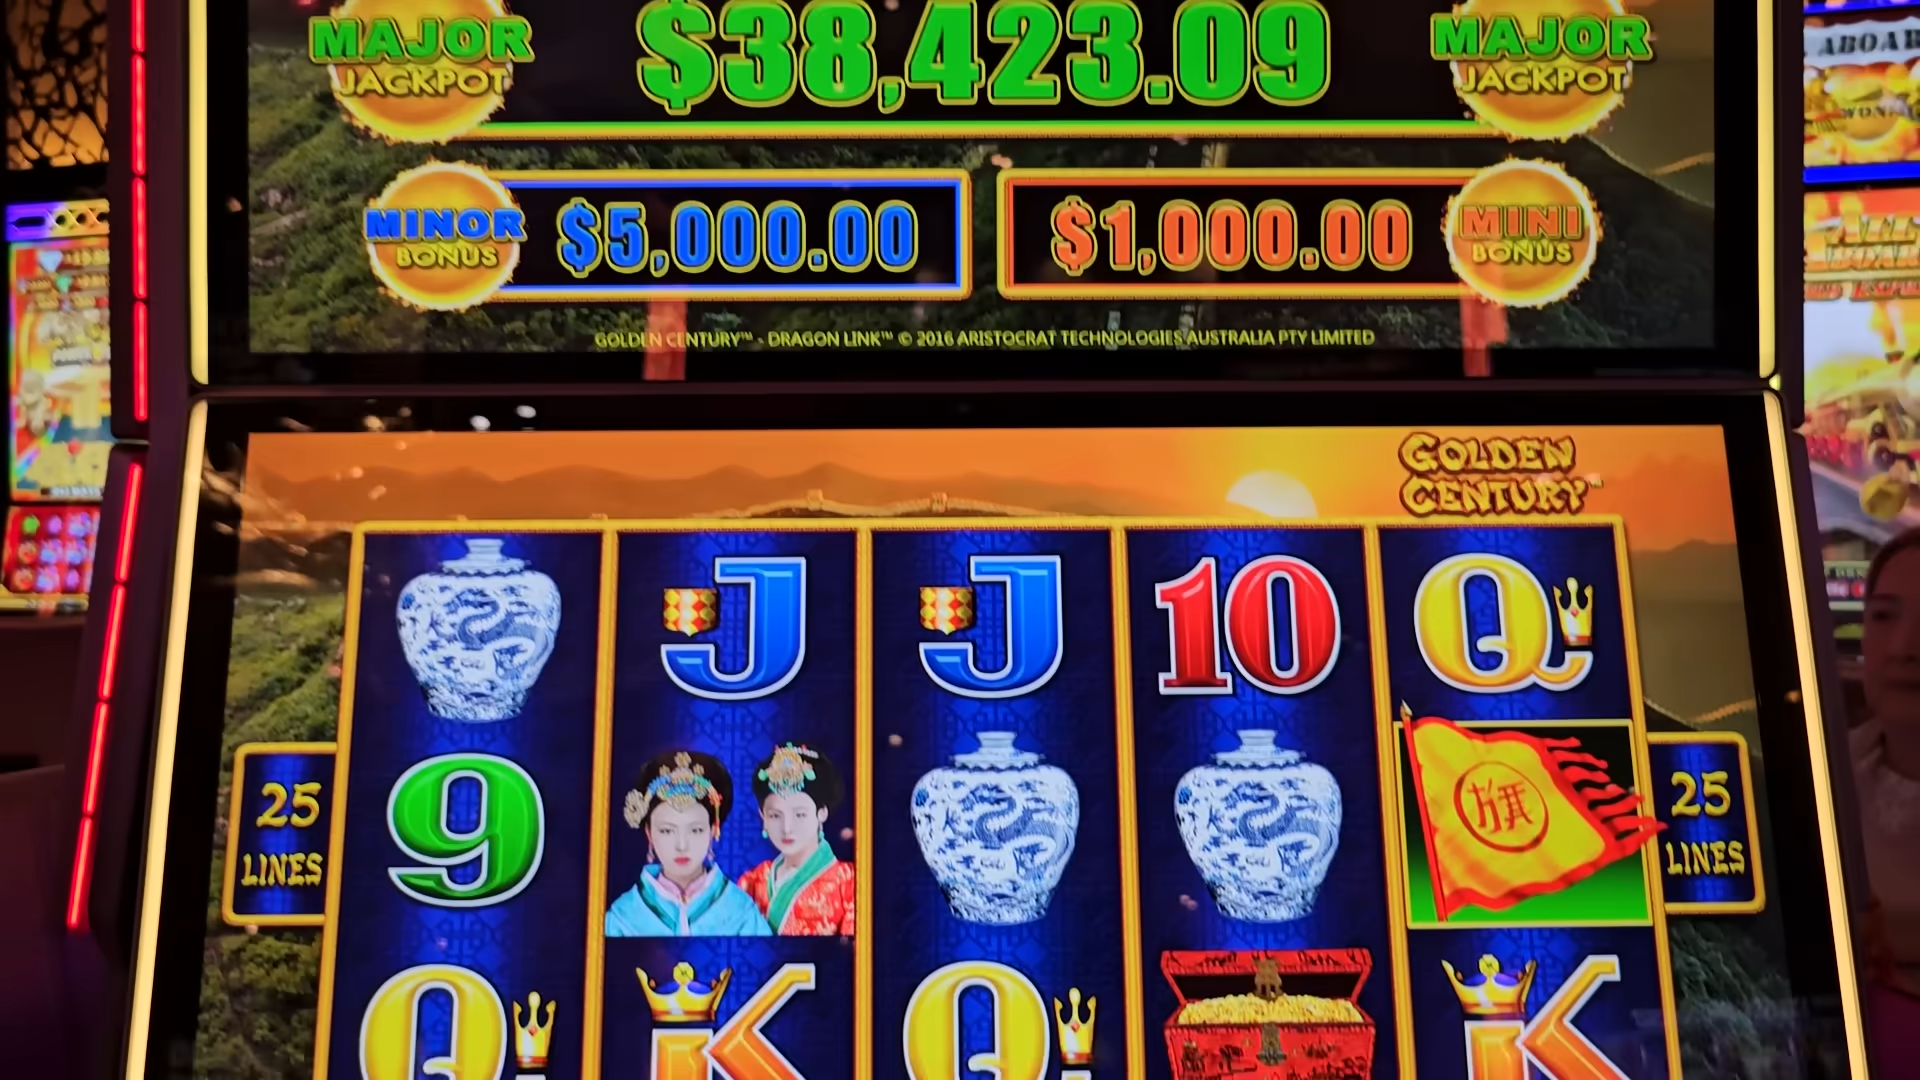 MAJOR JACKPOT
$38,423.09
MAJOR JACKPOT
MINOR BONUS
$5,000.00
$1,000.00
MINI BONUS
GOLDEN CENTURY™ - DRAGON LINK™ © 2016 ARISTOCRAT TECHNOLOGIES AUSTRALIA PTY LIMITED
GOLDEN
CENTURY™
J J 10 Q
25
LINES
9
旗
25
LINES
Q K Q K